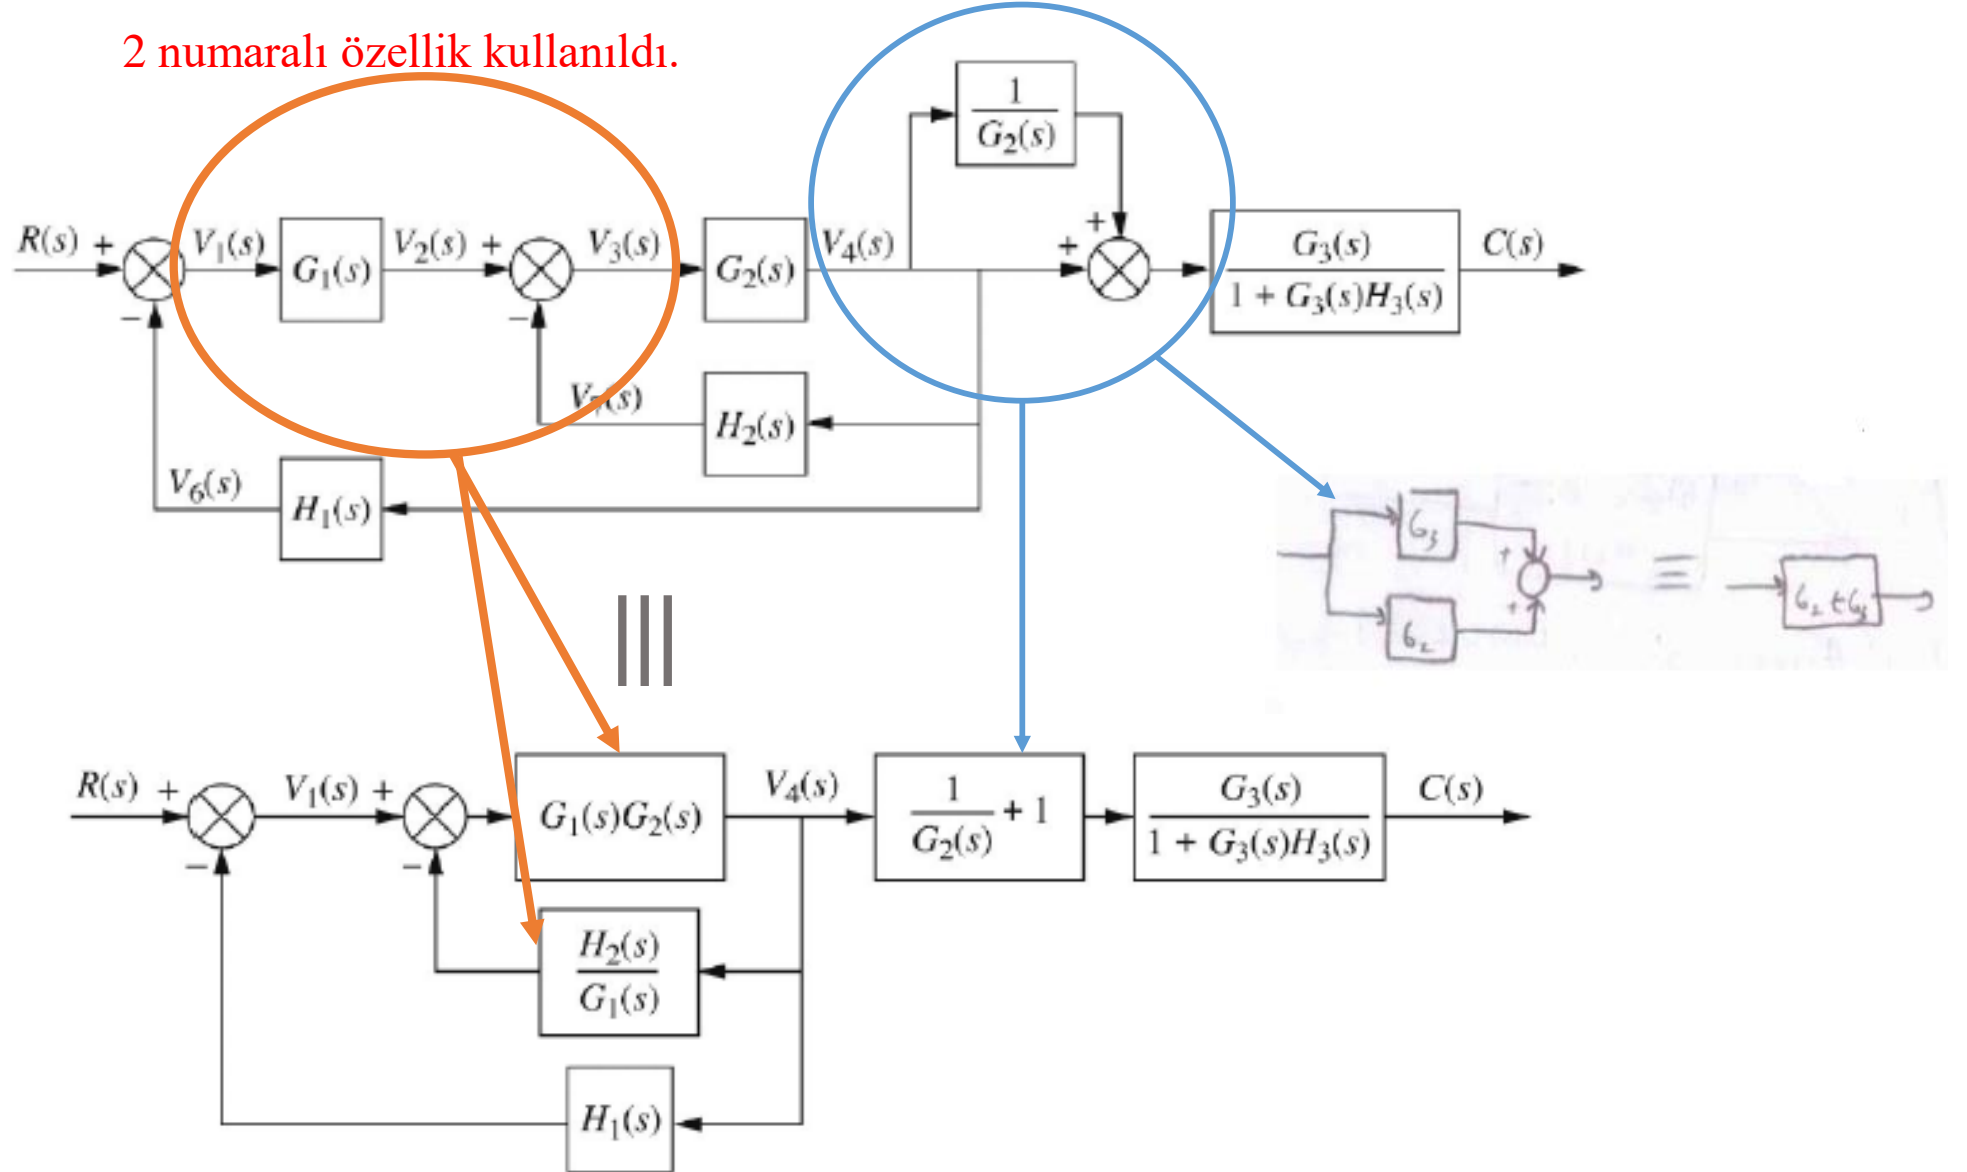 2 numaralı özellik kullanıldı.
1
G₂(s)
R(s) + V₁(s) G₁(s) V₂(s) + V₃(s) G₂(s) V₄(s) + + G₃(s) C(s)
1 + G₃(s)H₃(s)
− −
V₇(s) H₂(s)
V₆(s) H₁(s)
G₃
+
≡ G₂+G₃
+
G₂
|||
R(s) + V₁(s) + G₁(s)G₂(s) V₄(s) 1 + 1 G₃(s) C(s)
G₂(s) 1 + G₃(s)H₃(s)
− −
H₂(s)
G₁(s)
H₁(s)